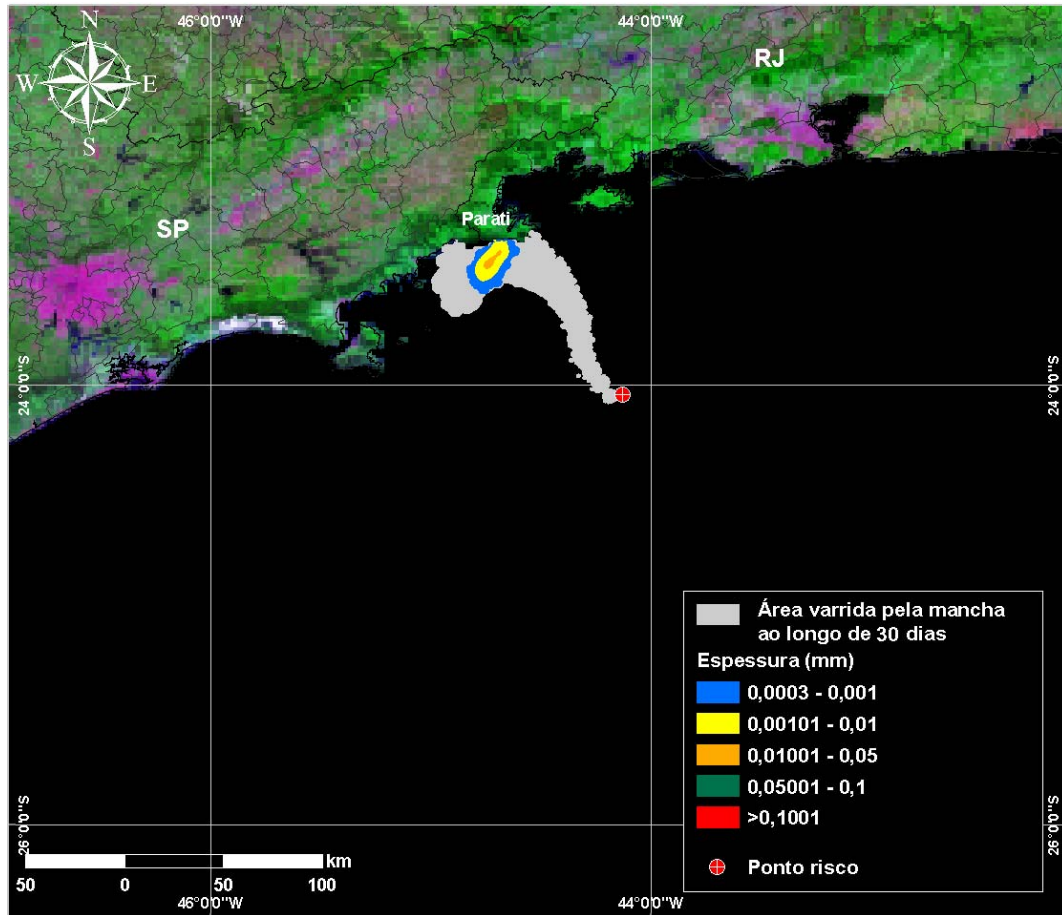 46°0'0"W
44°0'0"W
N
W
E
S
RJ
SP
Parati
24°0'0"S
24°0'0"S
Área varrida pela mancha
ao longo de 30 dias
Espessura (mm)
0,0003 - 0,001
0,00101 - 0,01
0,01001 - 0,05
0,05001 - 0,1
>0,1001
Ponto risco
26°0'0"S
26°0'0"S
km
50
0
50
100
46°0'0"W
44°0'0"W